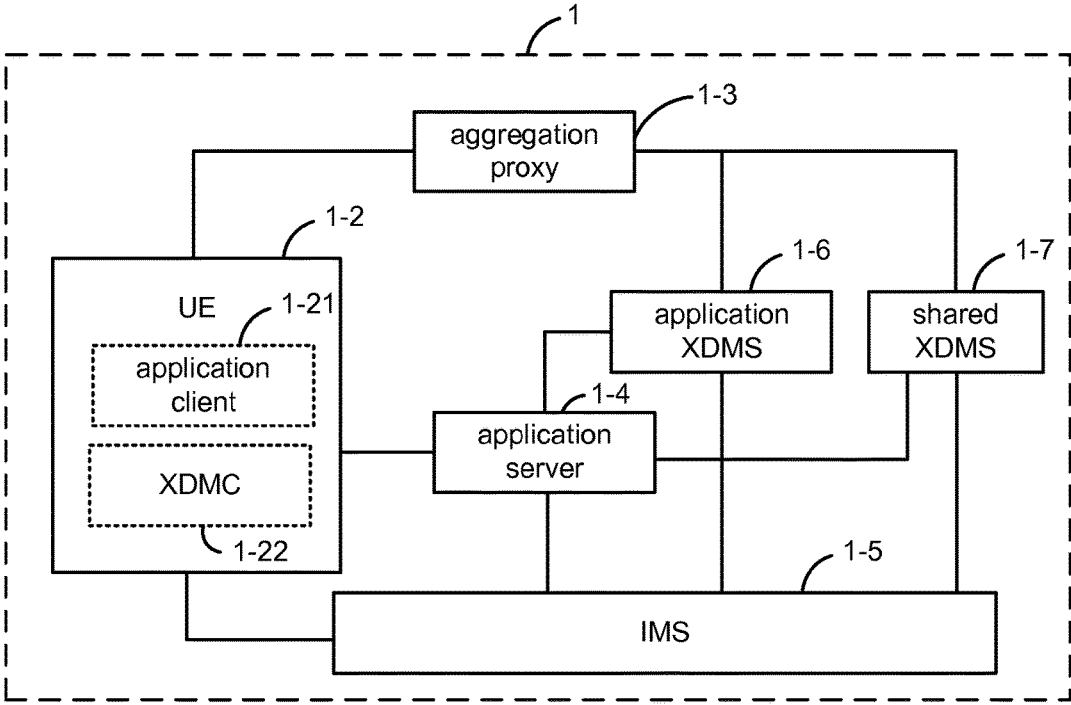 1
1-3
aggregation
proxy
1-2
1-6
1-7
UE
1-21
application
XDMS
shared
XDMS
application
client
1-4
application
server
XDMC
1-22
1-5
IMS